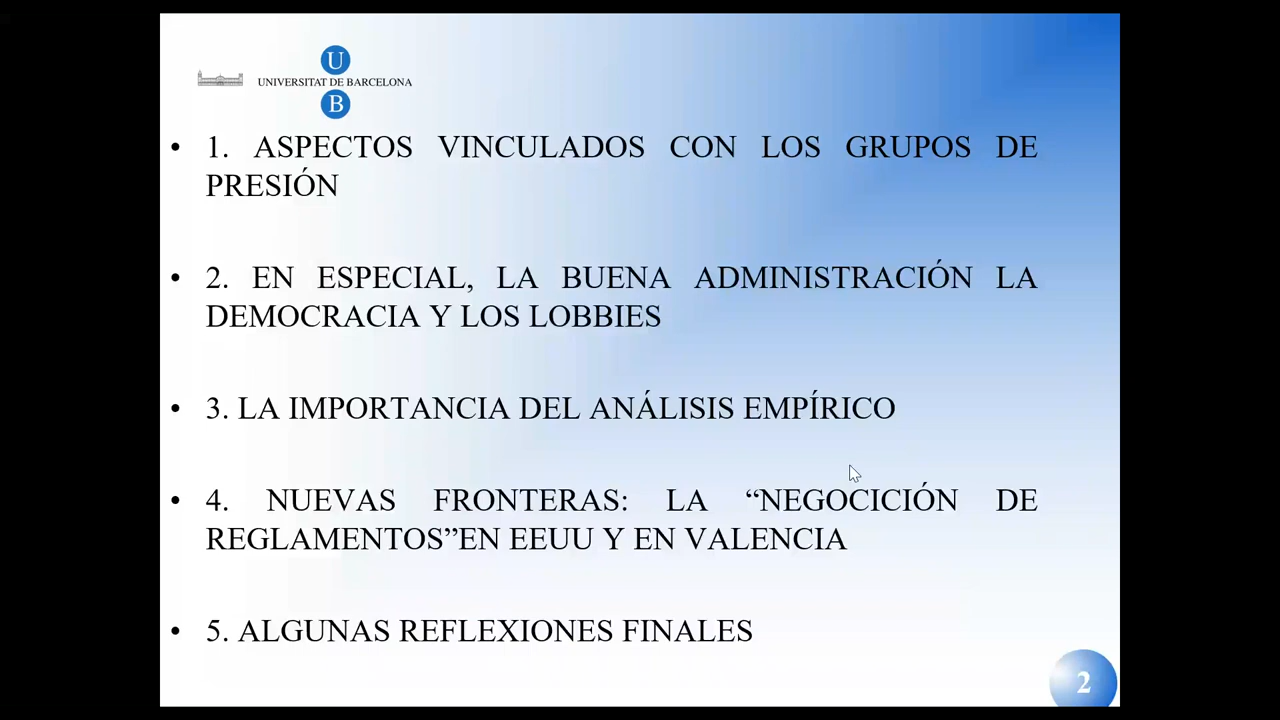 U
UNIVERSITAT DE BARCELONA
B
• 1. ASPECTOS VINCULADOS CON LOS GRUPOS DE
PRESIÓN
• 2. EN ESPECIAL, LA BUENA ADMINISTRACIÓN LA
DEMOCRACIA Y LOS LOBBIES
• 3. LA IMPORTANCIA DEL ANÁLISIS EMPÍRICO
• 4. NUEVAS FRONTERAS: LA “NEGOCICIÓN DE
REGLAMENTOS”EN EEUU Y EN VALENCIA
• 5. ALGUNAS REFLEXIONES FINALES
2